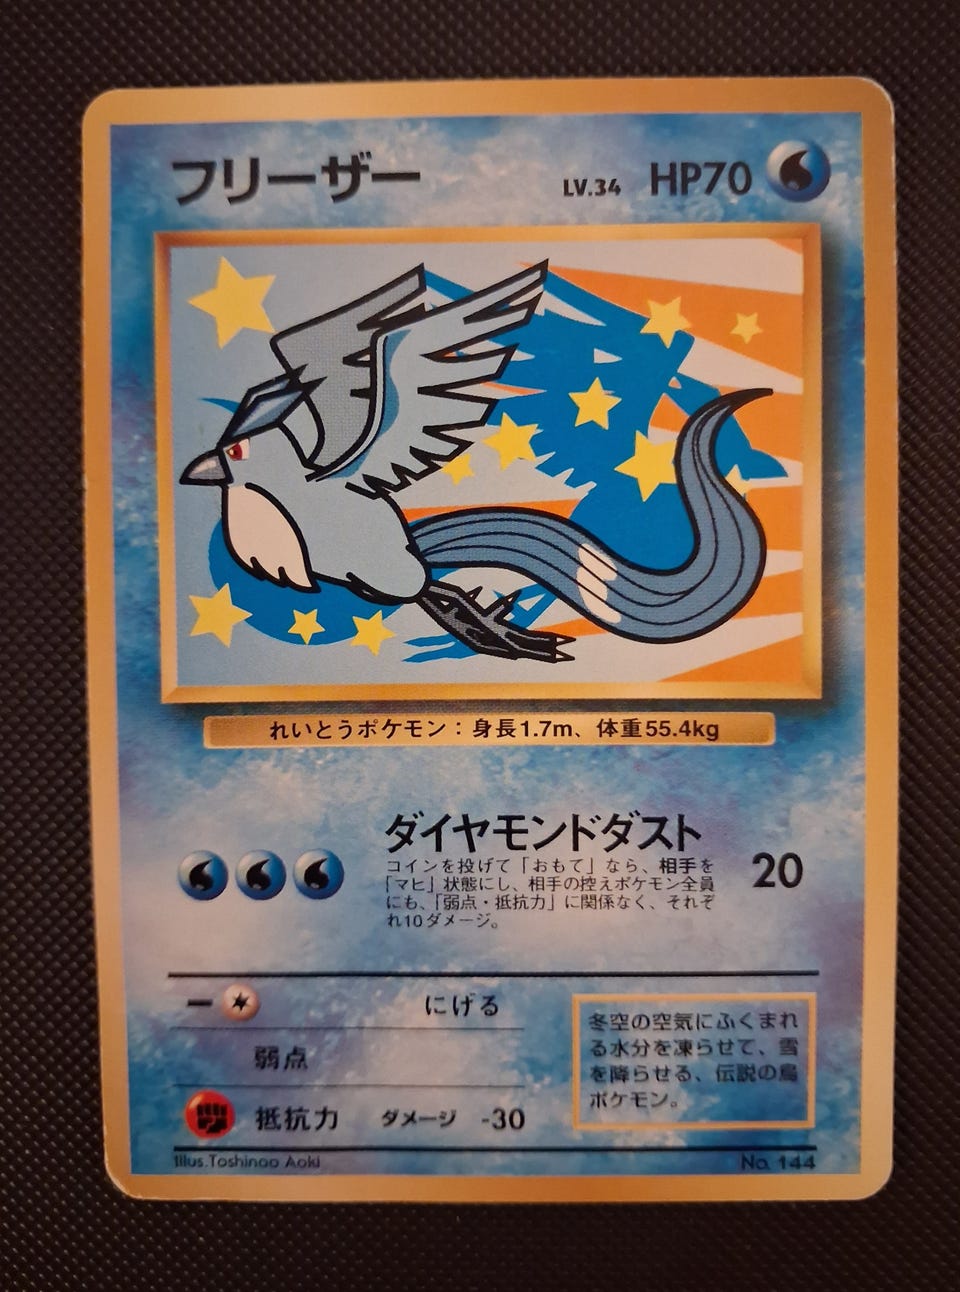 フリーザー LV.34 HP70
れいとうポケモン：身長1.7m、体重55.4kg
ダイヤモンドダスト 20
コインを投げて「おもて」なら、相手を
「マヒ」状態にし、相手の控えポケモン全員
にも、「弱点・抵抗力」に関係なく、それぞ
れ10ダメージ。
にげる
弱点
抵抗力 ダメージ -30
冬空の空気にふくまれ
る水分を凍らせて、雪
を降らせる、伝説の鳥
ポケモン。
Illus.Toshinao Aoki No. 144